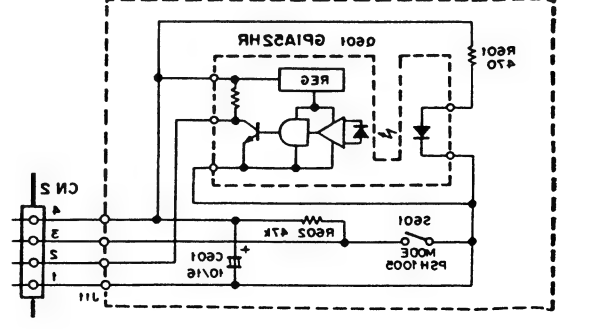 Q601 GP1A52HR
R601
470
REG
CN2
4
3
2
1
J11
R602 47k
C601
+
10/16
S601
MODE
PSH1005